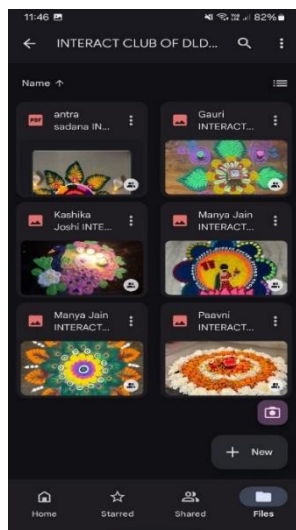 11:46
82%
INTERACT CLUB OF DLD...
Name ↑
PDF
antra
sadana IN...
Gauri
INTERACT...
Kashika
Joshi INTE...
Manya Jain
INTERACT...
Manya Jain
INTERACT...
Paavni
INTERACT...
+ New
Home
Starred
Shared
Files